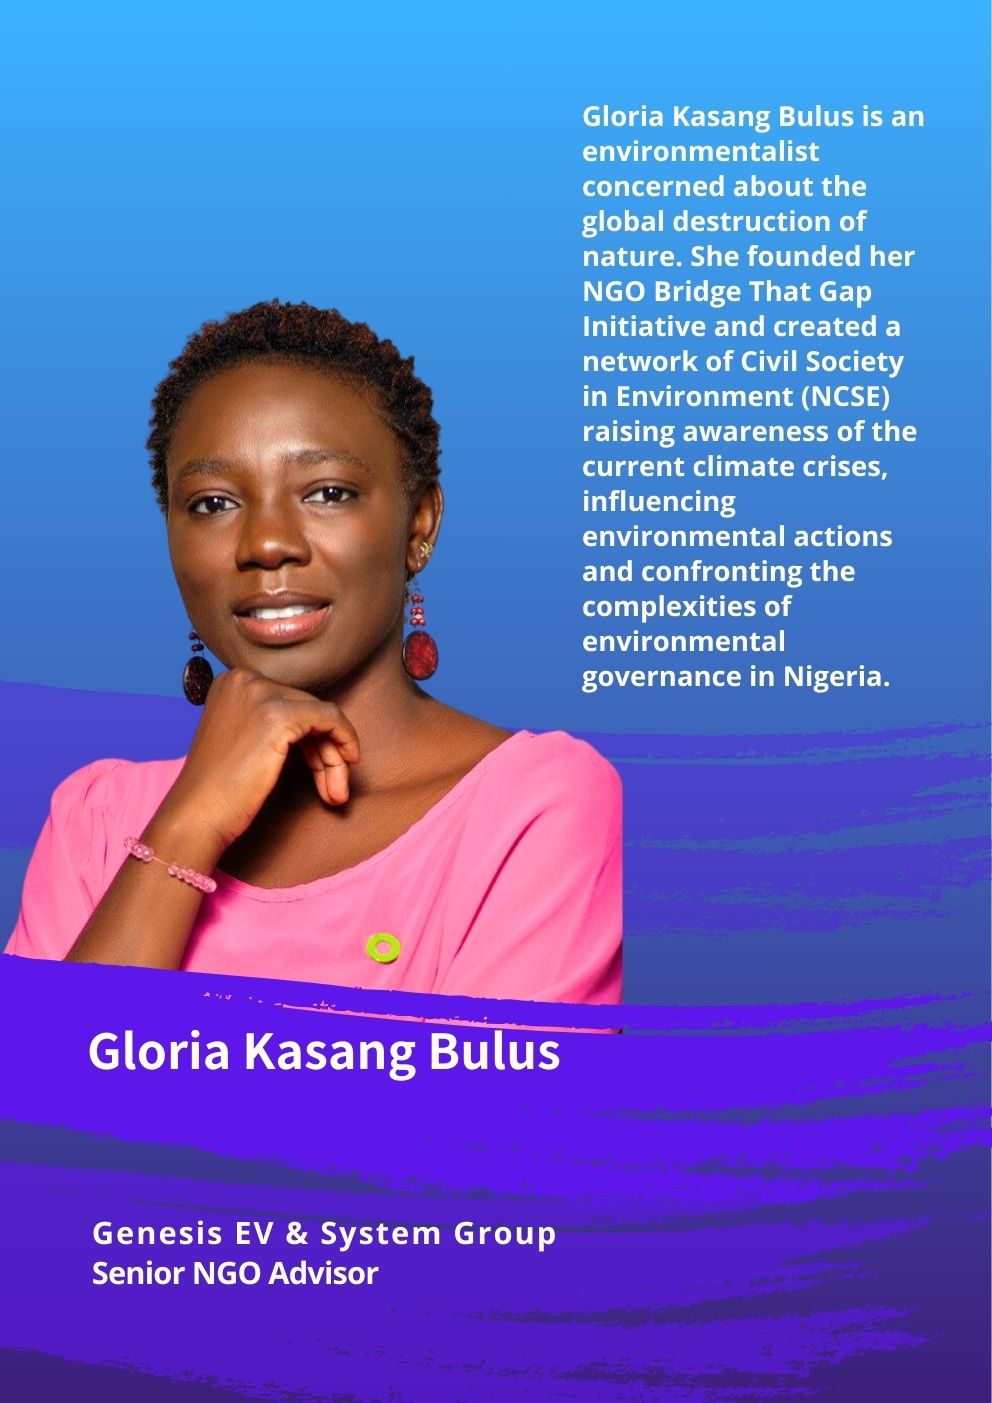 Gloria Kasang Bulus is an
environmentalist
concerned about the
global destruction of
nature. She founded her
NGO Bridge That Gap
Initiative and created a
network of Civil Society
in Environment (NCSE)
raising awareness of the
current climate crises,
influencing
environmental actions
and confronting the
complexities of
environmental
governance in Nigeria.
Gloria Kasang Bulus
Genesis EV & System Group
Senior NGO Advisor